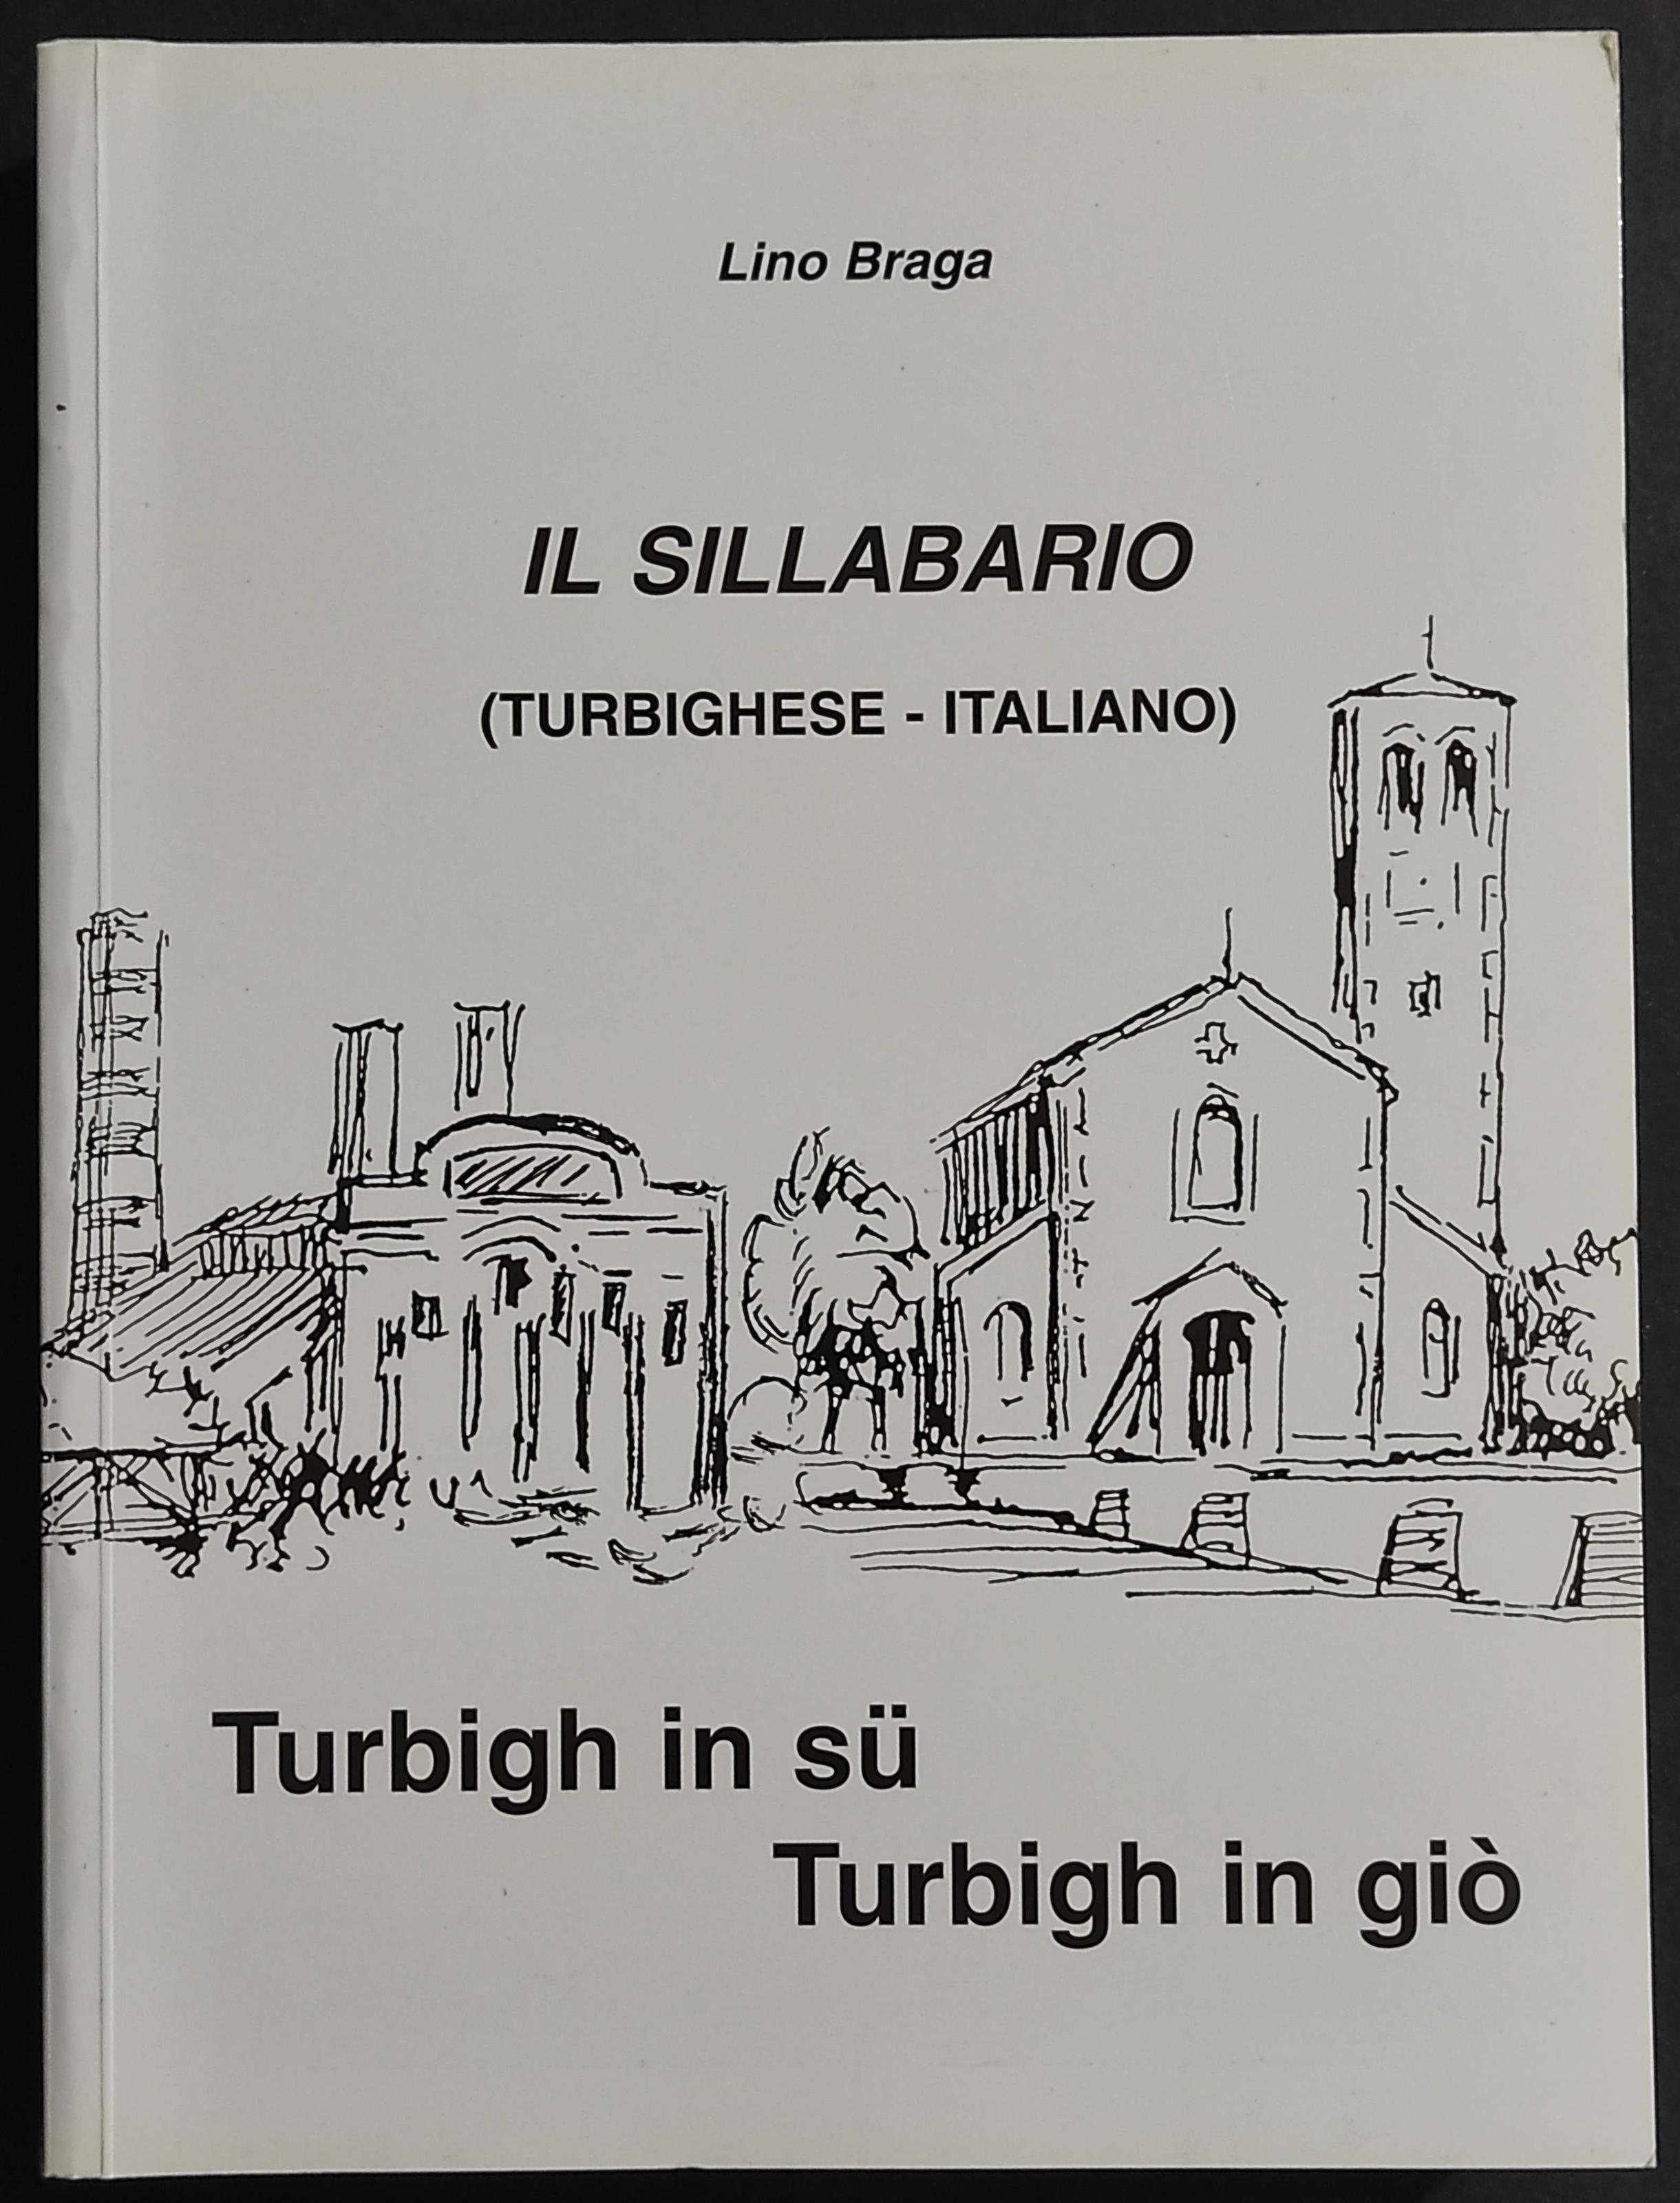 Lino Braga
IL SILLABARIO
(TURBIGHESE - ITALIANO)
Turbigh in sü
Turbigh in giò